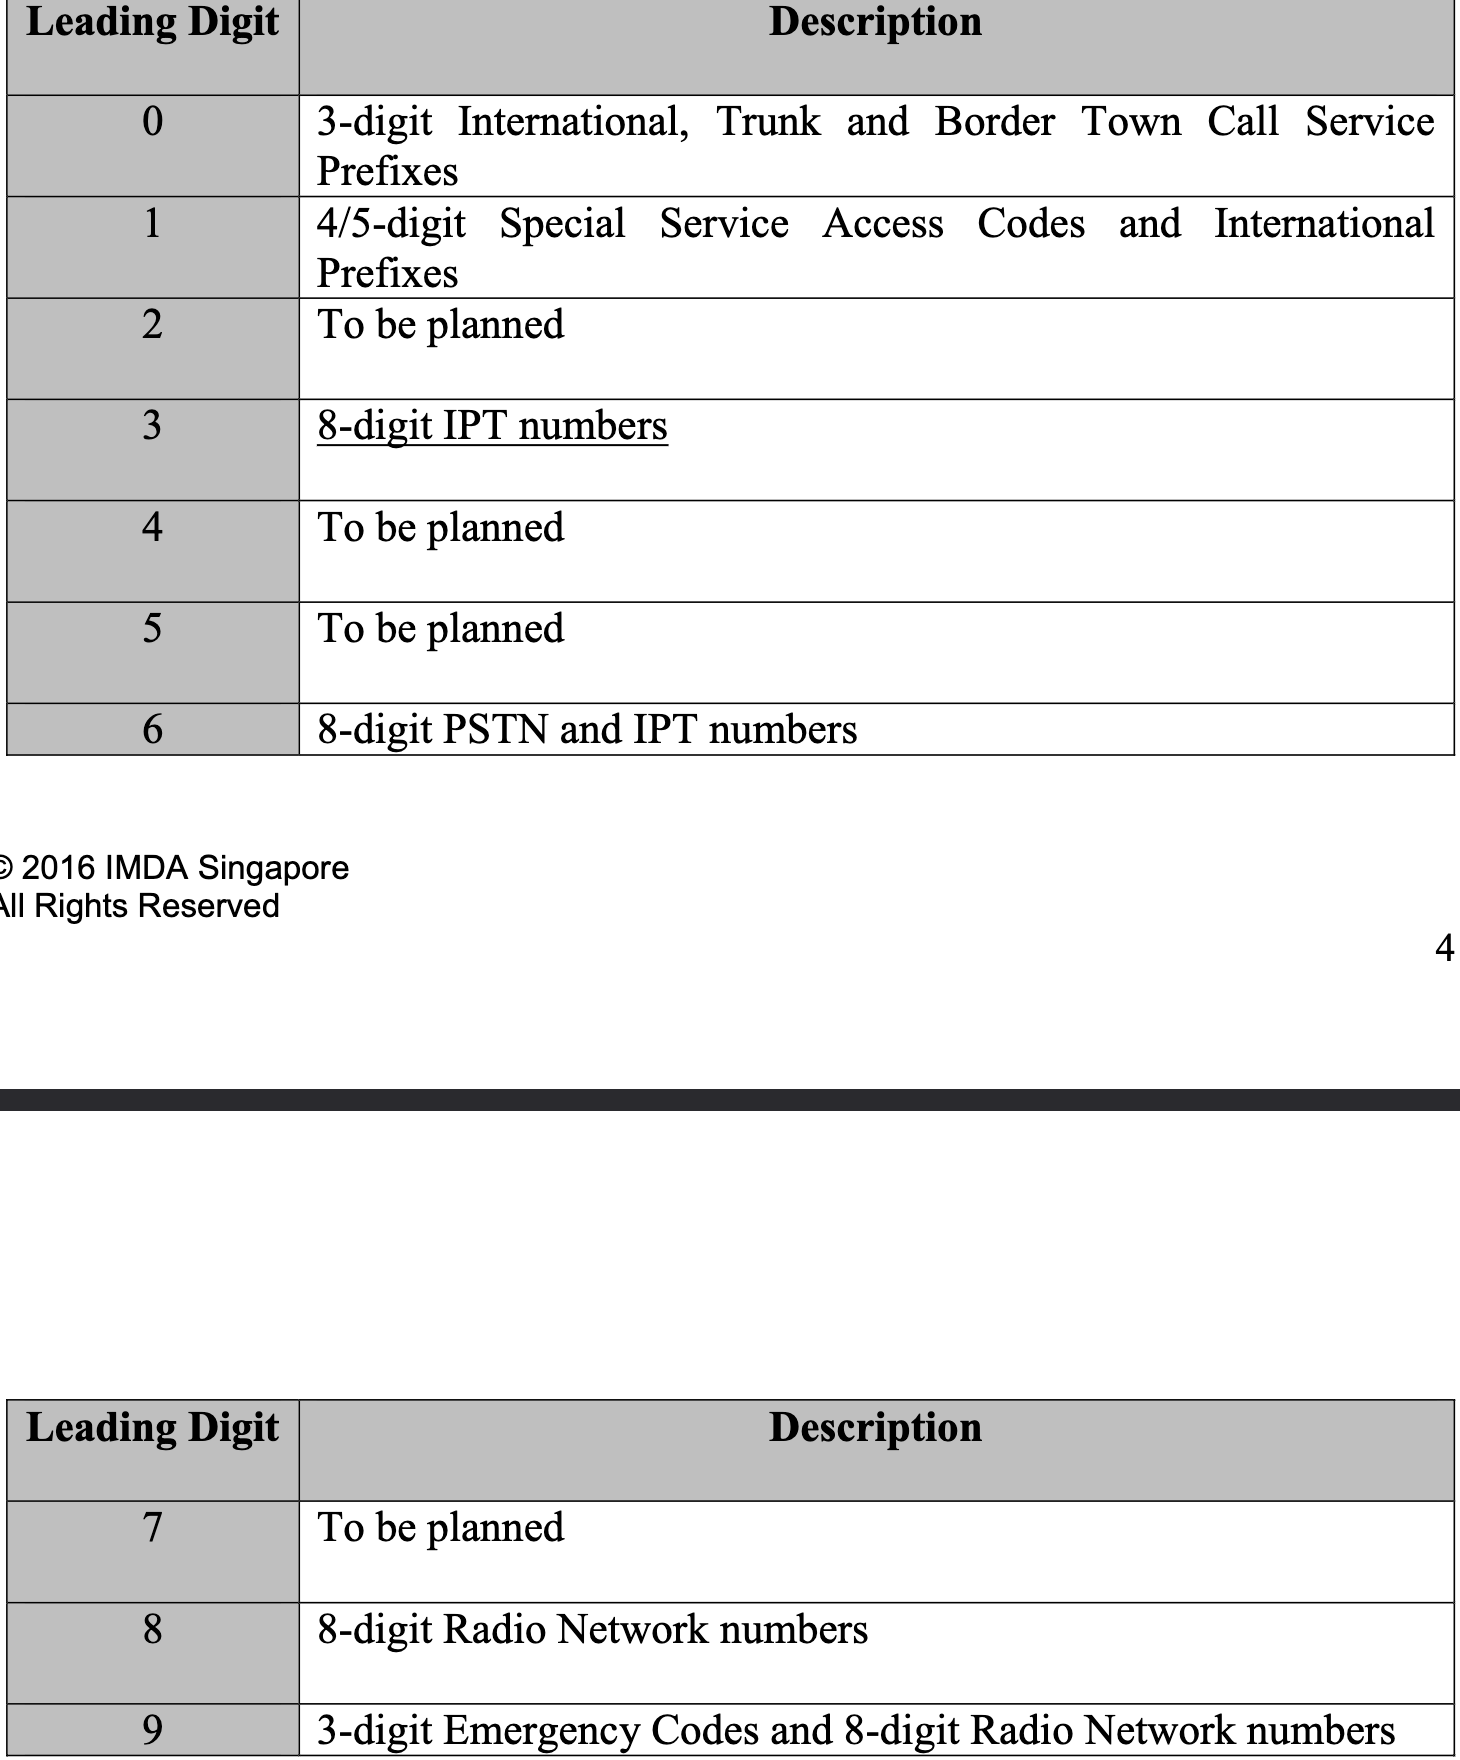 Leading Digit Description
0 3-digit International, Trunk and Border Town Call Service
Prefixes
1 4/5-digit Special Service Access Codes and International
Prefixes
2 To be planned
3 8-digit IPT numbers
4 To be planned
5 To be planned
6 8-digit PSTN and IPT numbers
© 2016 IMDA Singapore
All Rights Reserved
4
Leading Digit Description
7 To be planned
8 8-digit Radio Network numbers
9 3-digit Emergency Codes and 8-digit Radio Network numbers